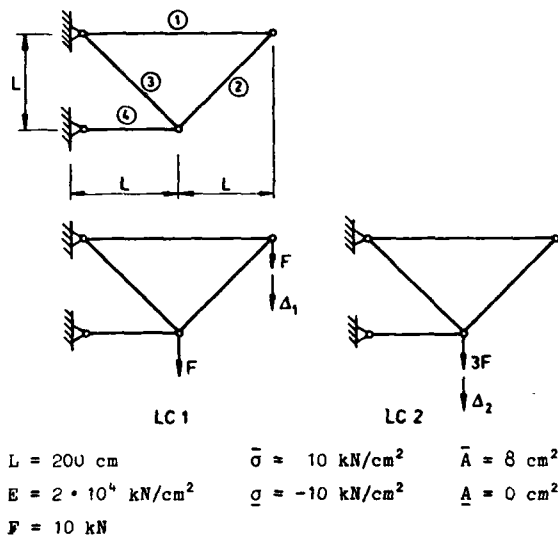 ①
L
③
②
④
L
L
F
Δ₁
F
3F
Δ₂
LC 1
LC 2
L = 200 cm
σ̄ = 10 kN/cm²
Ā = 8 cm²
E = 2 • 10⁴ kN/cm²
σ̲ = -10 kN/cm²
A̲ = 0 cm²
F = 10 kN